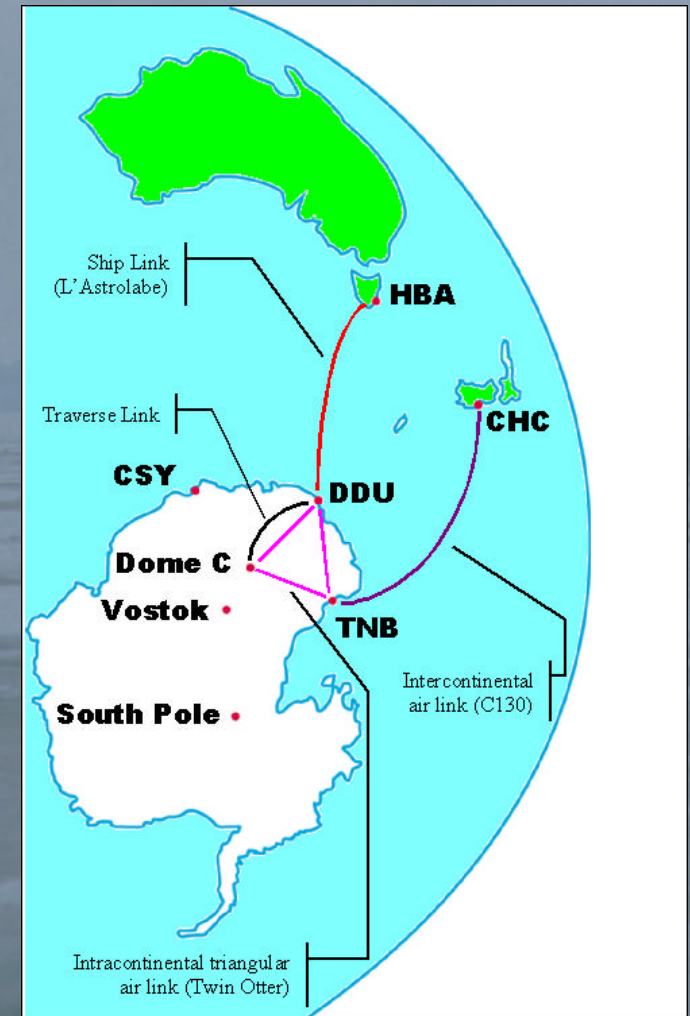 Ship Link
(L'Astrolabe)
HBA
CHC
Traverse Link
CSY
DDU
Dome C
Vostok
TNB
Intercontinental
air link (C130)
South Pole
Intracontinental triangular
air link (Twin Otter)